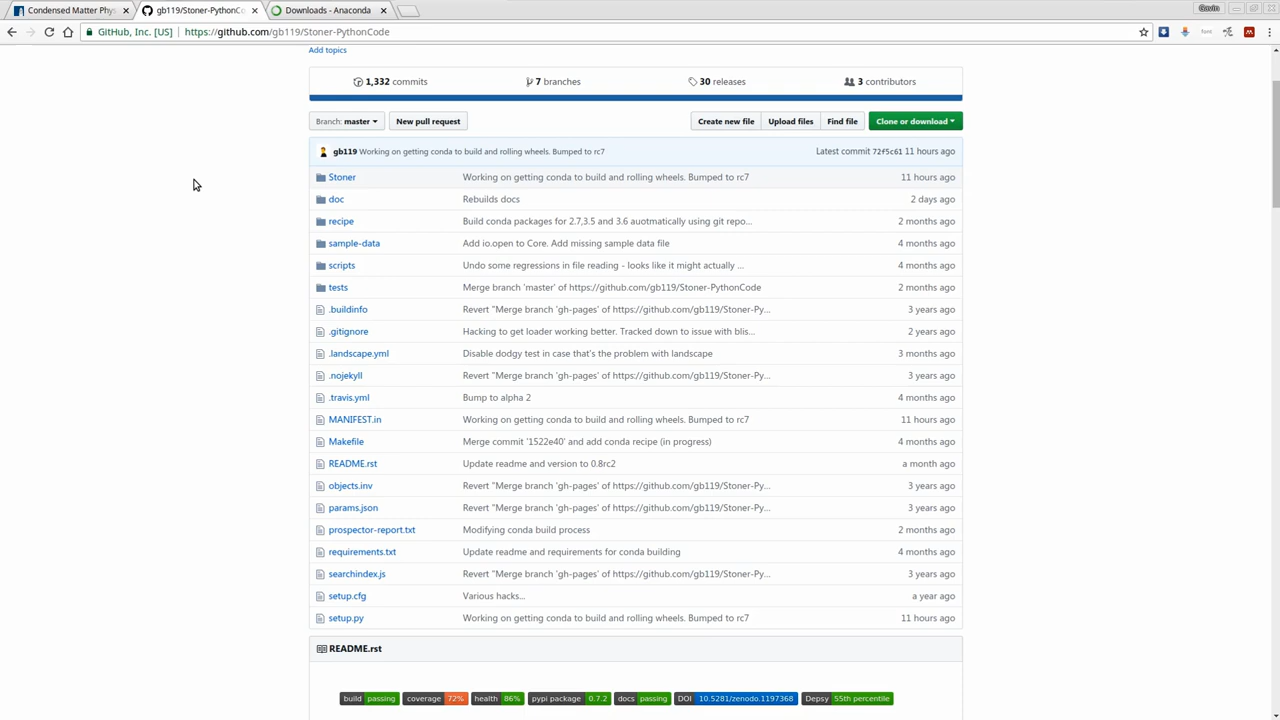 Condensed Matter Phys
gb119/Stoner-PythonCo
Downloads - Anaconda
Gavin
GitHub, Inc. [US]
https://github.com/gb119/Stoner-PythonCode
Add topics
1,332 commits
7 branches
30 releases
3 contributors
Branch: master
New pull request
Create new file
Upload files
Find file
Clone or download
gb119 Working on getting conda to build and rolling wheels. Bumped to rc7
Latest commit 72f5c61 11 hours ago
Stoner Working on getting conda to build and rolling wheels. Bumped to rc7 11 hours ago
doc Rebuilds docs 2 days ago
recipe Build conda packages for 2.7,3.5 and 3.6 auotmatically using git repo... 2 months ago
sample-data Add io.open to Core. Add missing sample data file 4 months ago
scripts Undo some regressions in file reading - looks like it might actually ... 4 months ago
tests Merge branch 'master' of https://github.com/gb119/Stoner-PythonCode 2 months ago
.buildinfo Revert "Merge branch 'gh-pages' of https://github.com/gb119/Stoner-Py... 3 years ago
.gitignore Hacking to get loader working better. Tracked down to issue with blis... 2 years ago
.landscape.yml Disable dodgy test in case that's the problem with landscape 3 months ago
.nojekyll Revert "Merge branch 'gh-pages' of https://github.com/gb119/Stoner-Py... 3 years ago
.travis.yml Bump to alpha 2 4 months ago
MANIFEST.in Working on getting conda to build and rolling wheels. Bumped to rc7 11 hours ago
Makefile Merge commit '1522e40' and add conda recipe (in progress) 4 months ago
README.rst Update readme and version to 0.8rc2 a month ago
objects.inv Revert "Merge branch 'gh-pages' of https://github.com/gb119/Stoner-Py... 3 years ago
params.json Revert "Merge branch 'gh-pages' of https://github.com/gb119/Stoner-Py... 3 years ago
prospector-report.txt Modifying conda build process 2 months ago
requirements.txt Update readme and requirements for conda building 4 months ago
searchindex.js Revert "Merge branch 'gh-pages' of https://github.com/gb119/Stoner-Py... 3 years ago
setup.cfg Various hacks... a year ago
setup.py Working on getting conda to build and rolling wheels. Bumped to rc7 11 hours ago
README.rst
build passing coverage 72% health 86% pypi package 0.7.2 docs passing DOI 10.5281/zenodo.1197368 Depsy 55th percentile